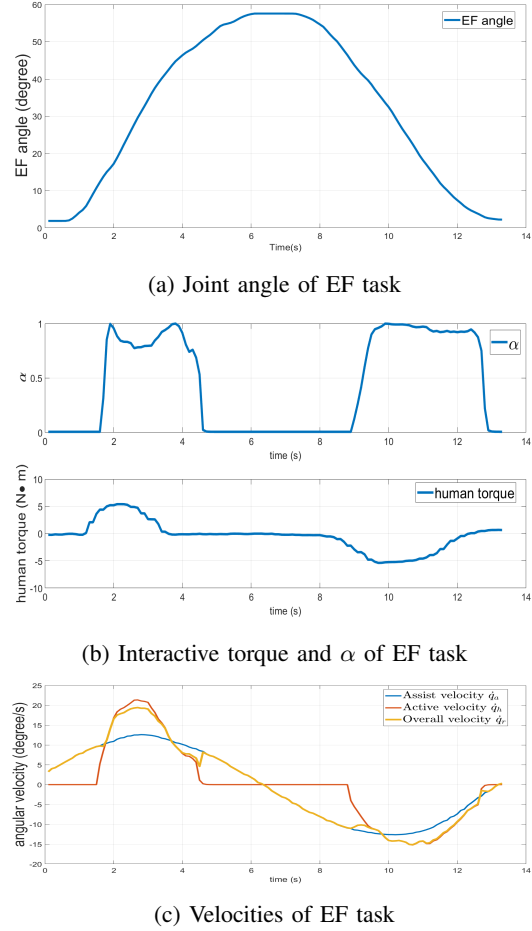 60
50
40
30
20
10
0
EF angle (degree)
EF angle
0 2 4 6 8 10 12 14
Time(s)
(a) Joint angle of EF task
1
0.5
0
α
α
0 2 4 6 8 10 12 14
time (s)
10
5
0
-5
-10
human torque (N• m)
human torque
0 2 4 6 8 10 12 14
time (s)
(b) Interactive torque and α of EF task
25
20
15
10
5
0
-5
-10
-15
-20
angular velocity (degree/s)
Assist velocity q̇ₐ
Active velocity q̇ₕ
Overall velocity q̇ᵣ
0 2 4 6 8 10 12 14
time (s)
(c) Velocities of EF task